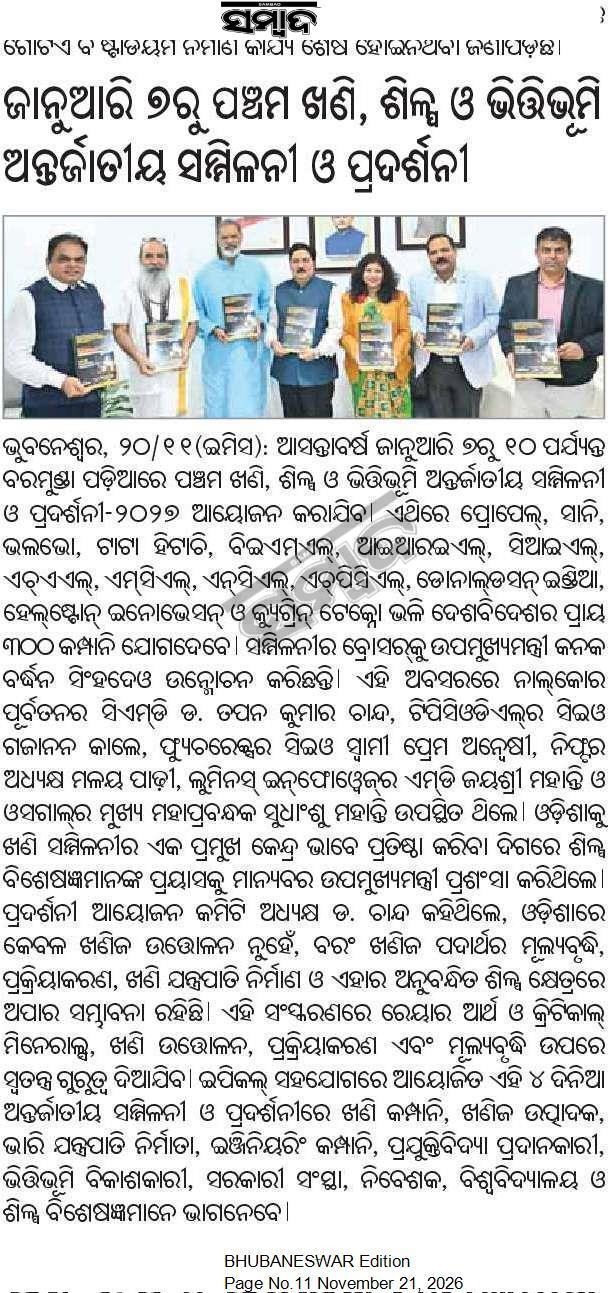 SAMBAD
ସମ୍ବାଦ
ଜାନୁଆରି ୭ରୁ ପଞ୍ଚମ ଖଣି, ଶିଳ୍ପ ଓ ଭିତ୍ତିଭୂମି
ଅନ୍ତର୍ଜାତୀୟ ସମ୍ମିଳନୀ ଓ ପ୍ରଦର୍ଶନୀ
ଭୁବନେଶ୍ୱର, ୨୦/୧୧(ଇମିସ): ଆସନ୍ତାବର୍ଷ ଜାନୁଆରି ୭ରୁ ୧୦ ପର୍ଯ୍ୟନ୍ତ
ବରମୁଣ୍ଡା ପଡ଼ିଆରେ ପଞ୍ଚମ ଖଣି, ଶିଳ୍ପ ଓ ଭିତ୍ତିଭୂମି ଅନ୍ତର୍ଜାତୀୟ ସମ୍ମିଳନୀ
ଓ ପ୍ରଦର୍ଶନୀ-୨୦୨୭ ଆୟୋଜନ କରାଯିବ। ଏଥିରେ ପ୍ରୋପେଲ୍, ସାନି,
ଭଲଭୋ, ଟାଟା ହିଟାଚି, ବିଇଏମ୍ଏଲ୍, ଆଇଆରଇଏଲ୍, ସିଆଇଏଲ୍,
ଏଚ୍ଏଏଲ୍, ଏମ୍‌ସିଏଲ୍, ଏନ୍‌ସିଏଲ୍, ଏଚ୍‌ପିସିଏଲ୍, ଡୋନାଲ୍ଡସନ୍ ଇଣ୍ଡିଆ,
ହେଲ୍‌ଷ୍ଟୋନ୍ ଇନୋଭେସନ୍ ଓ କ୍ୟୁଗ୍ରିନ୍ ଟେକ୍ନୋ ଭଳି ଦେଶବିଦେଶର ପ୍ରାୟ
୩୦୦ କମ୍ପାନି ଯୋଗଦେବେ। ସମ୍ମିଳନୀର ବ୍ରୋସର୍‌କୁ ଉପମୁଖ୍ୟମନ୍ତ୍ରୀ କନକ
ବର୍ଦ୍ଧନ ସିଂହଦେଓ ଉନ୍ମୋଚନ କରିଛନ୍ତି। ଏହି ଅବସରରେ ନାଲ୍‌କୋର
ପୂର୍ବତନର ସିଏମ୍‌ଡି ଡ. ତପନ କୁମାର ଚାନ୍ଦ, ଟିପିସିଓଡିଏଲ୍‌ର ସିଇଓ
ଗଜାନନ କାଲେ, ଫ୍ୟୁଚରେକ୍ସର ସିଇଓ ସ୍ୱାମୀ ପ୍ରେମ ଅନ୍ୱେଷୀ, ନିଫ୍ଟର
ଅଧ୍ୟକ୍ଷ ମଳୟ ପାଢ଼ୀ, ଲୁମିନସ୍ ଇନ୍‌ଫୋୱେଜ୍‌ର ଏମ୍‌ଡି ଜୟଶ୍ରୀ ମହାନ୍ତି ଓ
ଓସଗାଲ୍‌ର ମୁଖ୍ୟ ମହାପ୍ରବନ୍ଧକ ସୁଧାଂଶୁ ମହାନ୍ତି ଉପସ୍ଥିତ ଥିଲେ। ଓଡ଼ିଶାକୁ
ଖଣି ସମ୍ମିଳନୀର ଏକ ପ୍ରମୁଖ କେନ୍ଦ୍ର ଭାବେ ପ୍ରତିଷ୍ଠା କରିବା ଦିଗରେ ଶିଳ୍ପ
ବିଶେଷଜ୍ଞମାନଙ୍କ ପ୍ରୟାସକୁ ମାନ୍ୟବର ଉପମୁଖ୍ୟମନ୍ତ୍ରୀ ପ୍ରଶଂସା କରିଥିଲେ।
ପ୍ରଦର୍ଶନୀ ଆୟୋଜନ କମିଟି ଅଧ୍ୟକ୍ଷ ଡ. ଚାନ୍ଦ କହିଥିଲେ, ଓଡ଼ିଶାରେ
କେବଳ ଖଣିଜ ଉତ୍ତୋଳନ ନୁହେଁ, ବରଂ ଖଣିଜ ପଦାର୍ଥର ମୂଲ୍ୟବୃଦ୍ଧି,
ପ୍ରକ୍ରିୟାକରଣ, ଖଣି ଯନ୍ତ୍ରପାତି ନିର୍ମାଣ ଓ ଏହାର ଅନୁବନ୍ଧିତ ଶିଳ୍ପ କ୍ଷେତ୍ରରେ
ଅପାର ସମ୍ଭାବନା ରହିଛି। ଏହି ସଂସ୍କରଣରେ ରେୟାର ଆର୍ଥ ଓ କ୍ରିଟିକାଲ୍
ମିନେରାଲ୍ସ, ଖଣି ଉତ୍ତୋଳନ, ପ୍ରକ୍ରିୟାକରଣ ଏବଂ ମୂଲ୍ୟବୃଦ୍ଧି ଉପରେ
ସ୍ୱତନ୍ତ୍ର ଗୁରୁତ୍ୱ ଦିଆଯିବ। ଇପିକଲ୍ ସହଯୋଗରେ ଆୟୋଜିତ ଏହି ୪ ଦିନିଆ
ଅନ୍ତର୍ଜାତୀୟ ସମ୍ମିଳନୀ ଓ ପ୍ରଦର୍ଶନୀରେ ଖଣି କମ୍ପାନି, ଖଣିଜ ଉତ୍ପାଦକ,
ଭାରି ଯନ୍ତ୍ରପାତି ନିର୍ମାତା, ଇଞ୍ଜିନିୟରିଂ କମ୍ପାନି, ପ୍ରଯୁକ୍ତିବିଦ୍ୟା ପ୍ରଦାନକାରୀ,
ଭିତ୍ତିଭୂମି ବିକାଶକାରୀ, ସରକାରୀ ସଂସ୍ଥା, ନିବେଶକ, ବିଶ୍ୱବିଦ୍ୟାଳୟ ଓ
ଶିଳ୍ପ ବିଶେଷଜ୍ଞମାନେ ଭାଗନେବେ।
BHUBANESWAR Edition
Page No.11 November 21, 2026